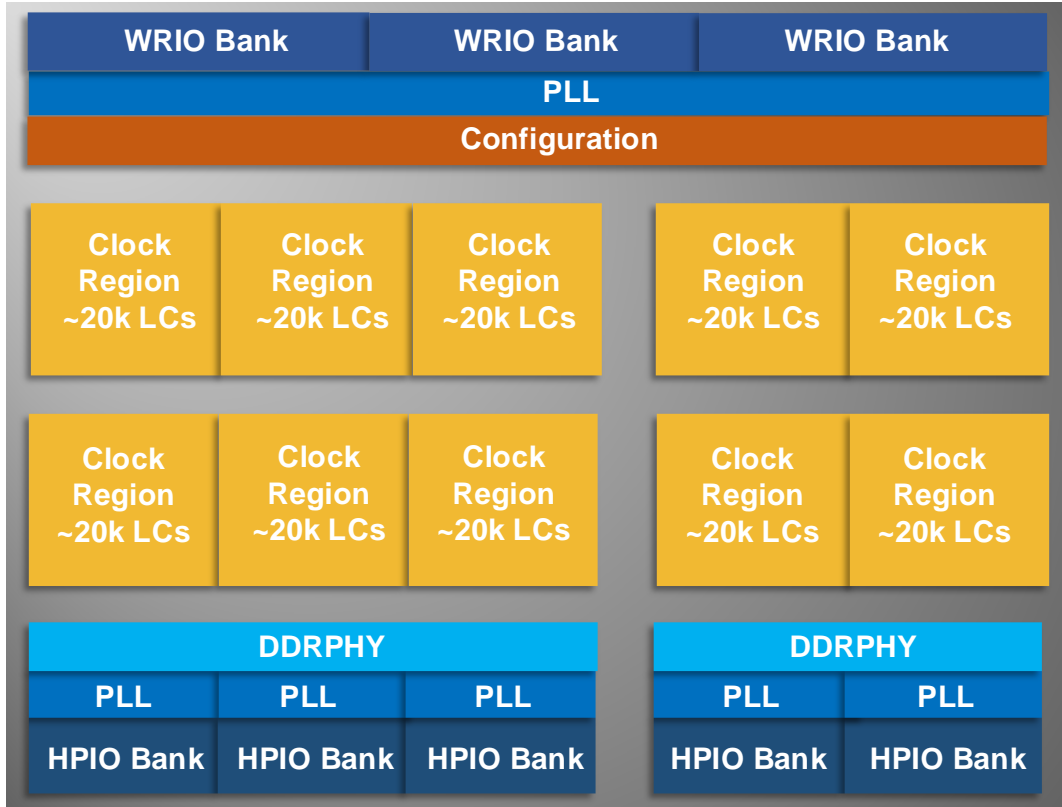 WRIO Bank WRIO Bank WRIO Bank
PLL
Configuration
Clock Clock Clock Clock Clock
Region Region Region Region Region
~20k LCs ~20k LCs ~20k LCs ~20k LCs ~20k LCs
Clock Clock Clock Clock Clock
Region Region Region Region Region
~20k LCs ~20k LCs ~20k LCs ~20k LCs ~20k LCs
DDRPHY DDRPHY
PLL PLL PLL PLL PLL
HPIO Bank HPIO Bank HPIO Bank HPIO Bank HPIO Bank